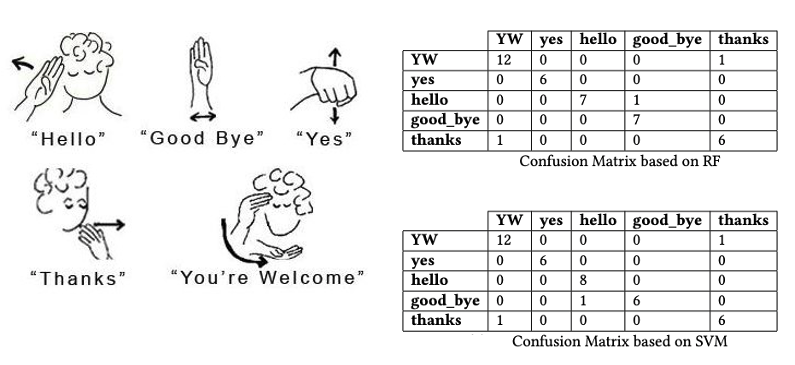 “Hello” “Good Bye” “Yes”
“Thanks” “You’re Welcome”
YW yes hello good_bye thanks
YW 12 0 0 0 1
yes 0 6 0 0 0
hello 0 0 7 1 0
good_bye 0 0 0 7 0
thanks 1 0 0 0 6
Confusion Matrix based on RF
YW yes hello good_bye thanks
YW 12 0 0 0 1
yes 0 6 0 0 0
hello 0 0 8 0 0
good_bye 0 0 1 6 0
thanks 1 0 0 0 6
Confusion Matrix based on SVM